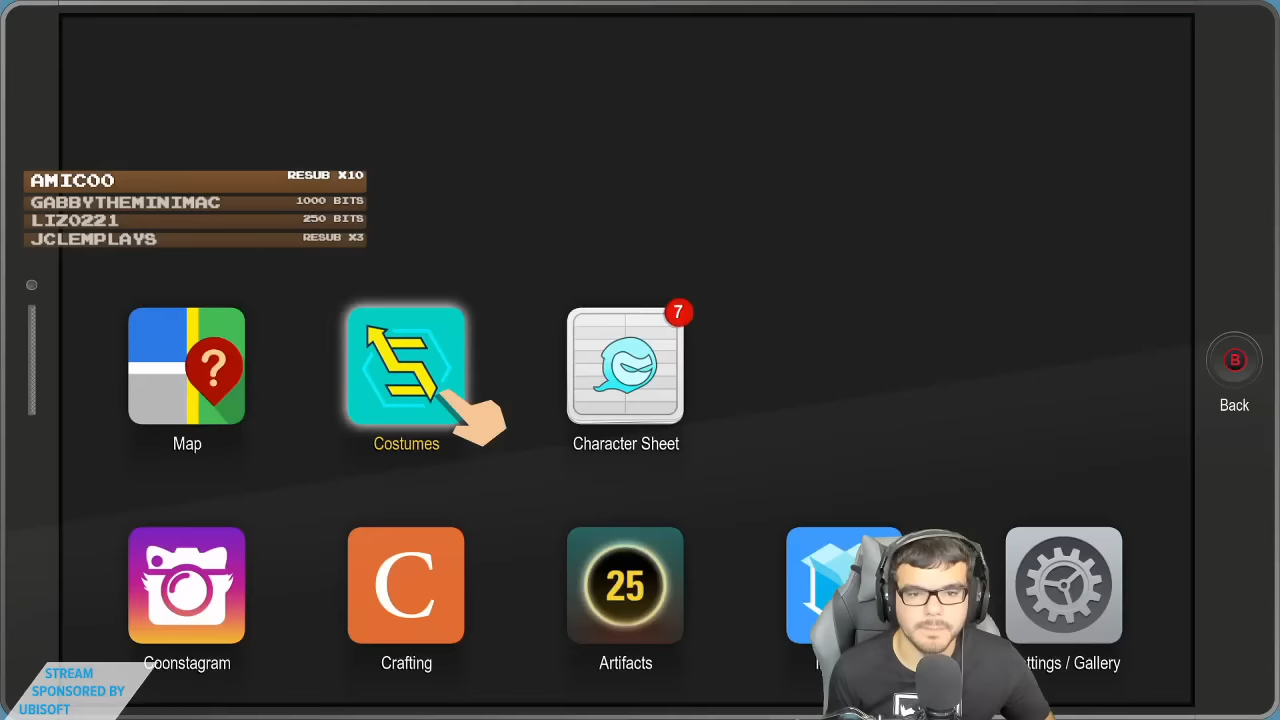 AMICOO RESUB X10
GABBYTHEMINIMAC 1000 BITS
LIZ0221 250 BITS
JCLEMPLAYS RESUB X3
7
?
Map
Costumes
Character Sheet
B
Back
C
25
Coonstagram
Crafting
Artifacts
ttings / Gallery
STREAM
SPONSORED BY
UBISOFT